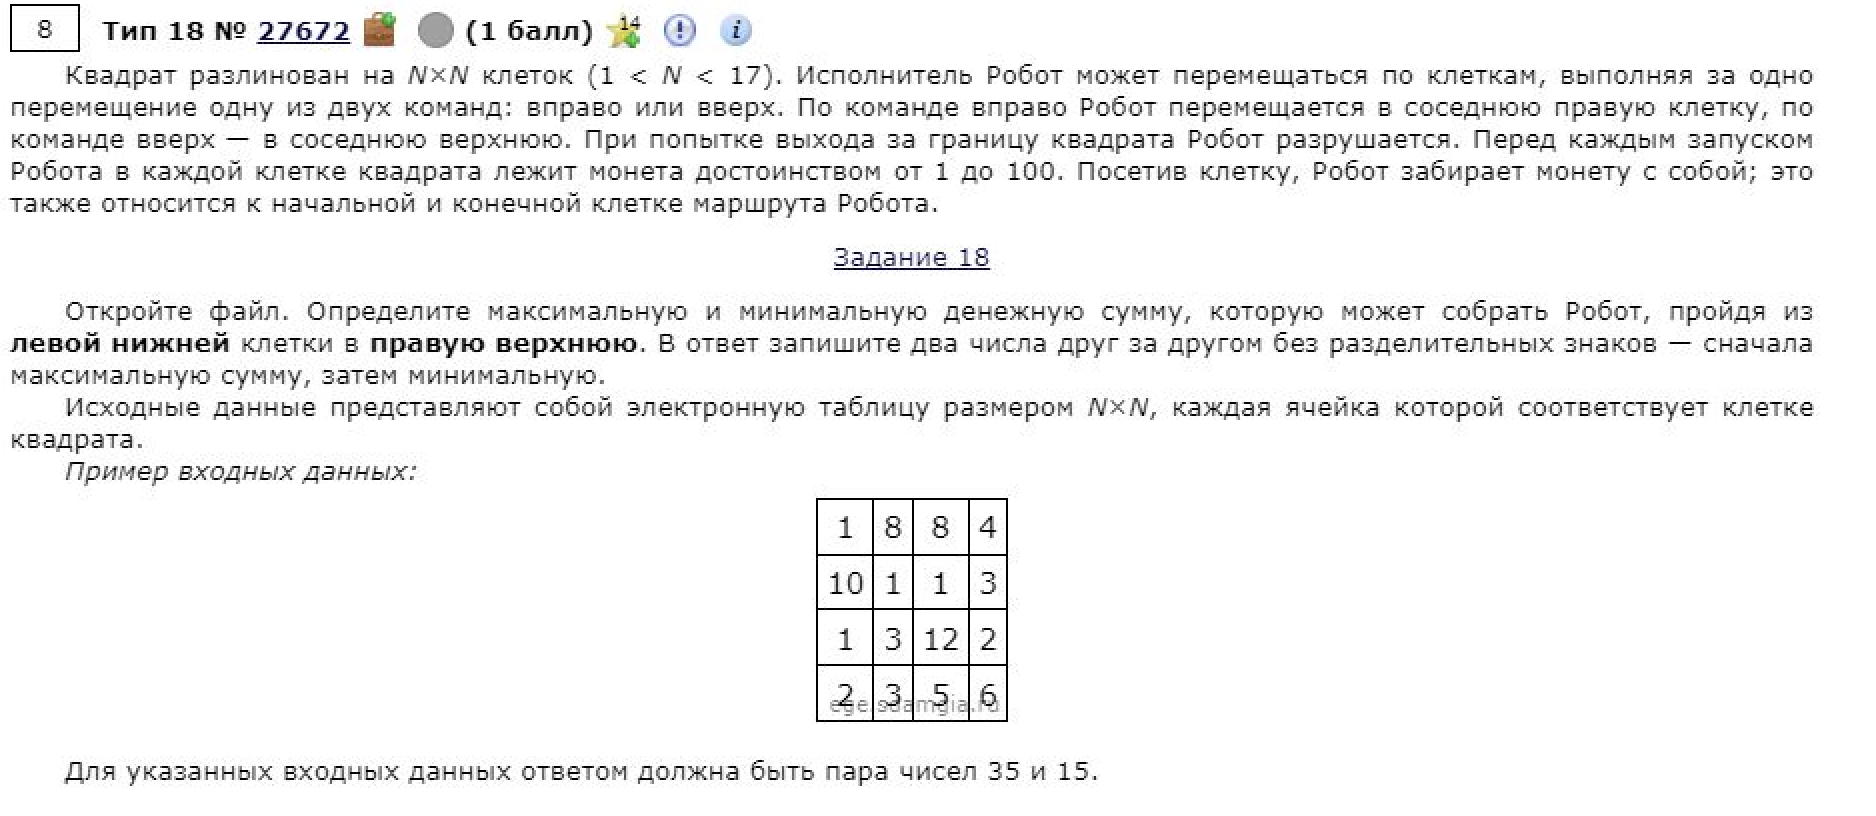 8 Тип 18 № 27672 (1 балл) 14 i
Квадрат разлинован на N×N клеток (1 < N < 17). Исполнитель Робот может перемещаться по клеткам, выполняя за одно
перемещение одну из двух команд: вправо или вверх. По команде вправо Робот перемещается в соседнюю правую клетку, по
команде вверх — в соседнюю верхнюю. При попытке выхода за границу квадрата Робот разрушается. Перед каждым запуском
Робота в каждой клетке квадрата лежит монета достоинством от 1 до 100. Посетив клетку, Робот забирает монету с собой; это
также относится к начальной и конечной клетке маршрута Робота.
Задание 18
Откройте файл. Определите максимальную и минимальную денежную сумму, которую может собрать Робот, пройдя из
левой нижней клетки в правую верхнюю. В ответ запишите два числа друг за другом без разделительных знаков — сначала
максимальную сумму, затем минимальную.
Исходные данные представляют собой электронную таблицу размером N×N, каждая ячейка которой соответствует клетке
квадрата.
Пример входных данных:
1 8 8 4
10 1 1 3
1 3 12 2
2 3 5 6
ege.sdamgia.ru
Для указанных входных данных ответом должна быть пара чисел 35 и 15.